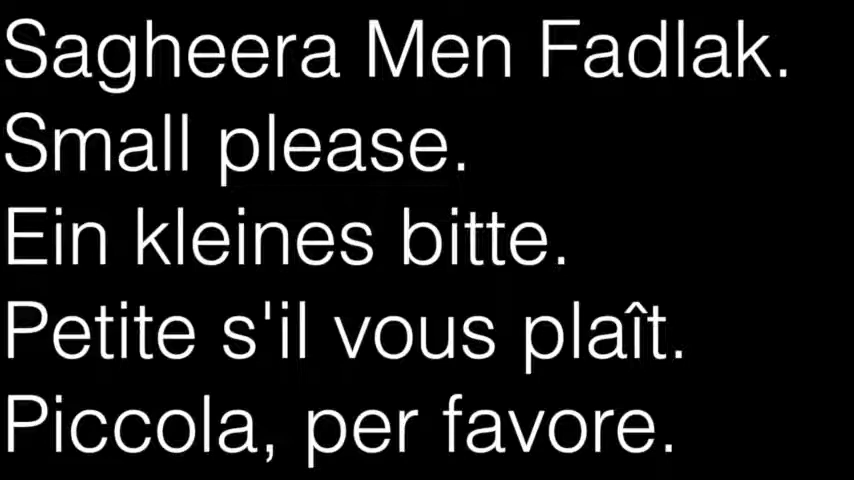 Sagheera Men Fadlak.
Small please.
Ein kleines bitte.
Petite s'il vous plaît.
Piccola, per favore.